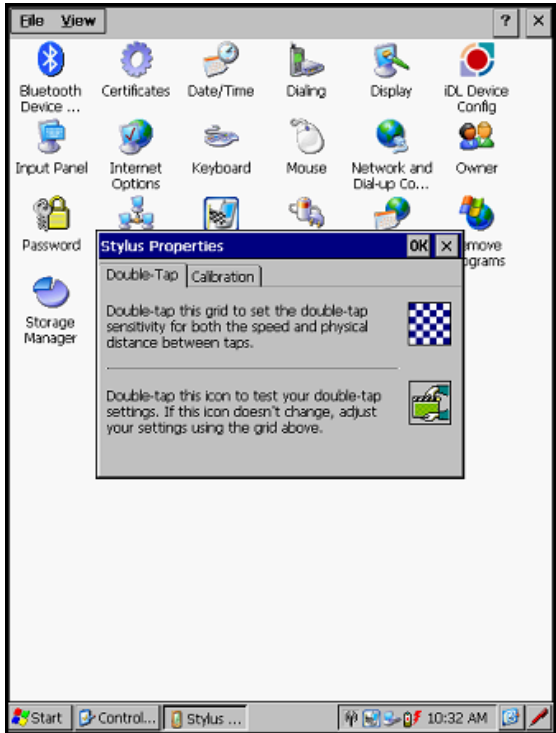 File View ? ×
Bluetooth Certificates Date/Time Dialing Display iDL Device
Device ... Config
Input Panel Internet Keyboard Mouse Network and Owner
Options Dial-up Co...
Password
Stylus Properties OK ×
move
ograms
Double-Tap Calibration
Storage
Manager
Double-tap this grid to set the double-tap
sensitivity for both the speed and physical
distance between taps.
Double-tap this icon to test your double-tap
settings. If this icon doesn't change, adjust
your settings using the grid above.
Start Control... Stylus ... 10:32 AM